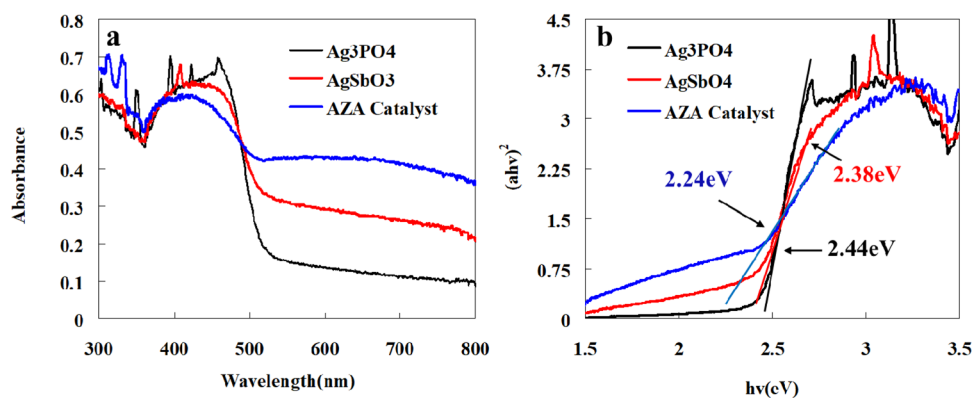 a
Ag3PO4
AgSbO3
AZA Catalyst
0.8
0.7
0.6
0.5
0.4
0.3
0.2
0.1
0
300 400 500 600 700 800
Absorbance
Wavelength(nm)
b
Ag3PO4
AgSbO4
AZA Catalyst
2.24eV
2.38eV
2.44eV
4.5
3.75
3
2.25
1.5
0.75
0
1.5 2 2.5 3 3.5
(ahv)²
hv(eV)